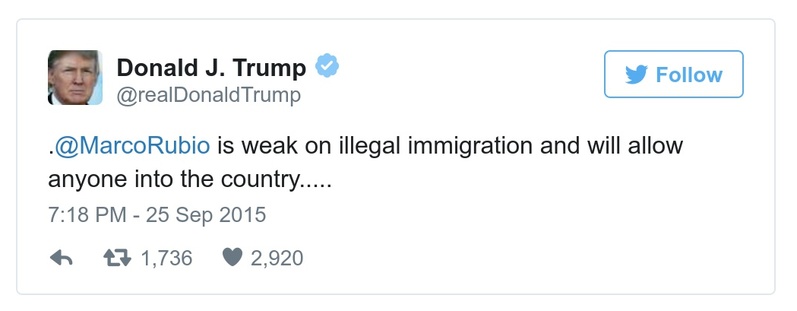 Donald J. Trump
@realDonaldTrump
Follow
.@MarcoRubio is weak on illegal immigration and will allow
anyone into the country.....
7:18 PM - 25 Sep 2015
1,736 2,920